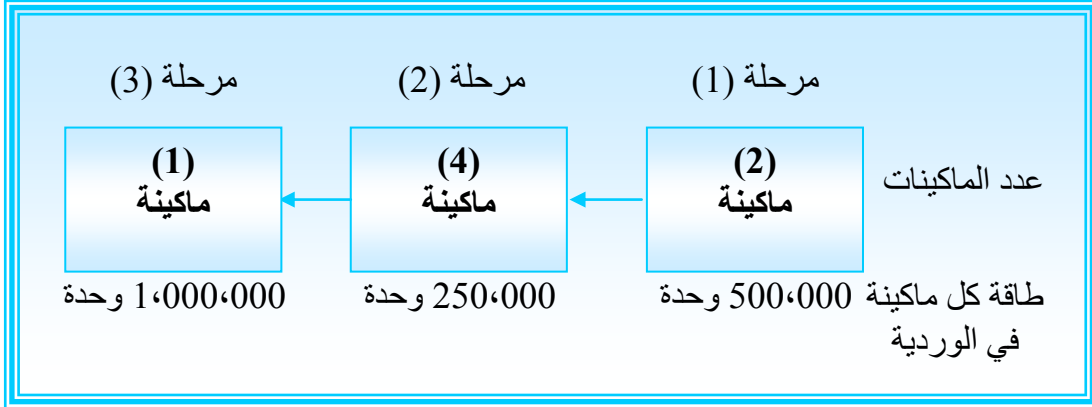 مرحلة (1) مرحلة (2) مرحلة (3)
عدد الماكينات (2) (4) (1)
ماكينة ماكينة ماكينة
طاقة كل ماكينة 500،000 وحدة 250،000 وحدة 1،000،000 وحدة
في الوردية